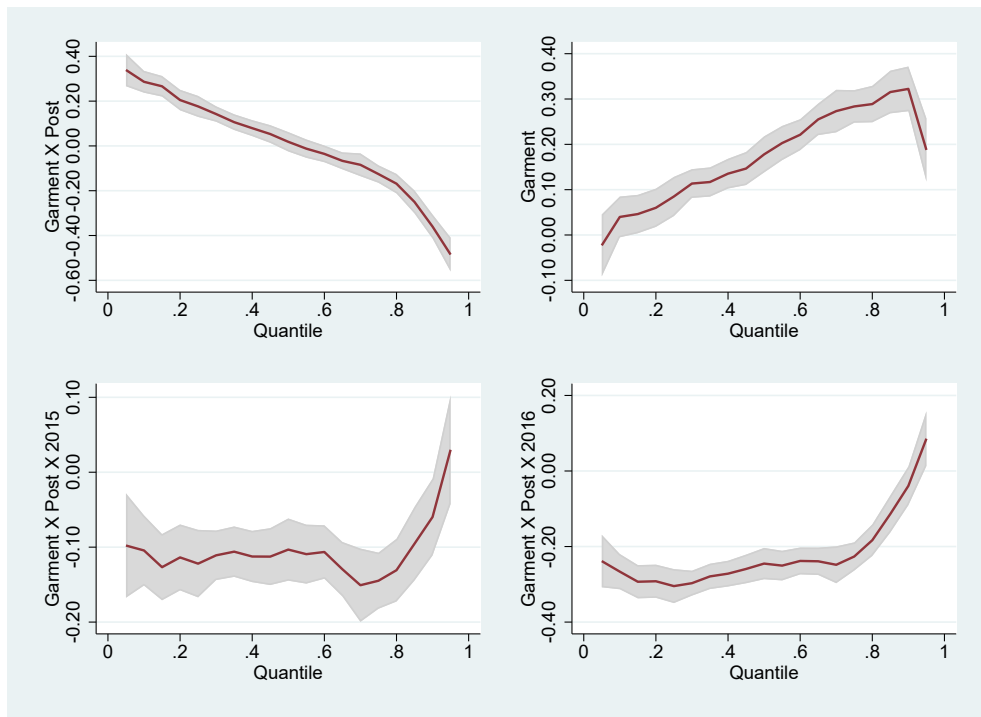 Garment X Post
0.40
0.20
0.00
-0.20
-0.40
-0.60
0 .2 .4 .6 .8 1
Quantile
Garment
0.40
0.30
0.20
0.10
0.00
-0.10
0 .2 .4 .6 .8 1
Quantile
Garment X Post X 2015
0.10
0.00
-0.10
-0.20
0 .2 .4 .6 .8 1
Quantile
Garment X Post X 2016
0.20
0.00
-0.20
-0.40
0 .2 .4 .6 .8 1
Quantile